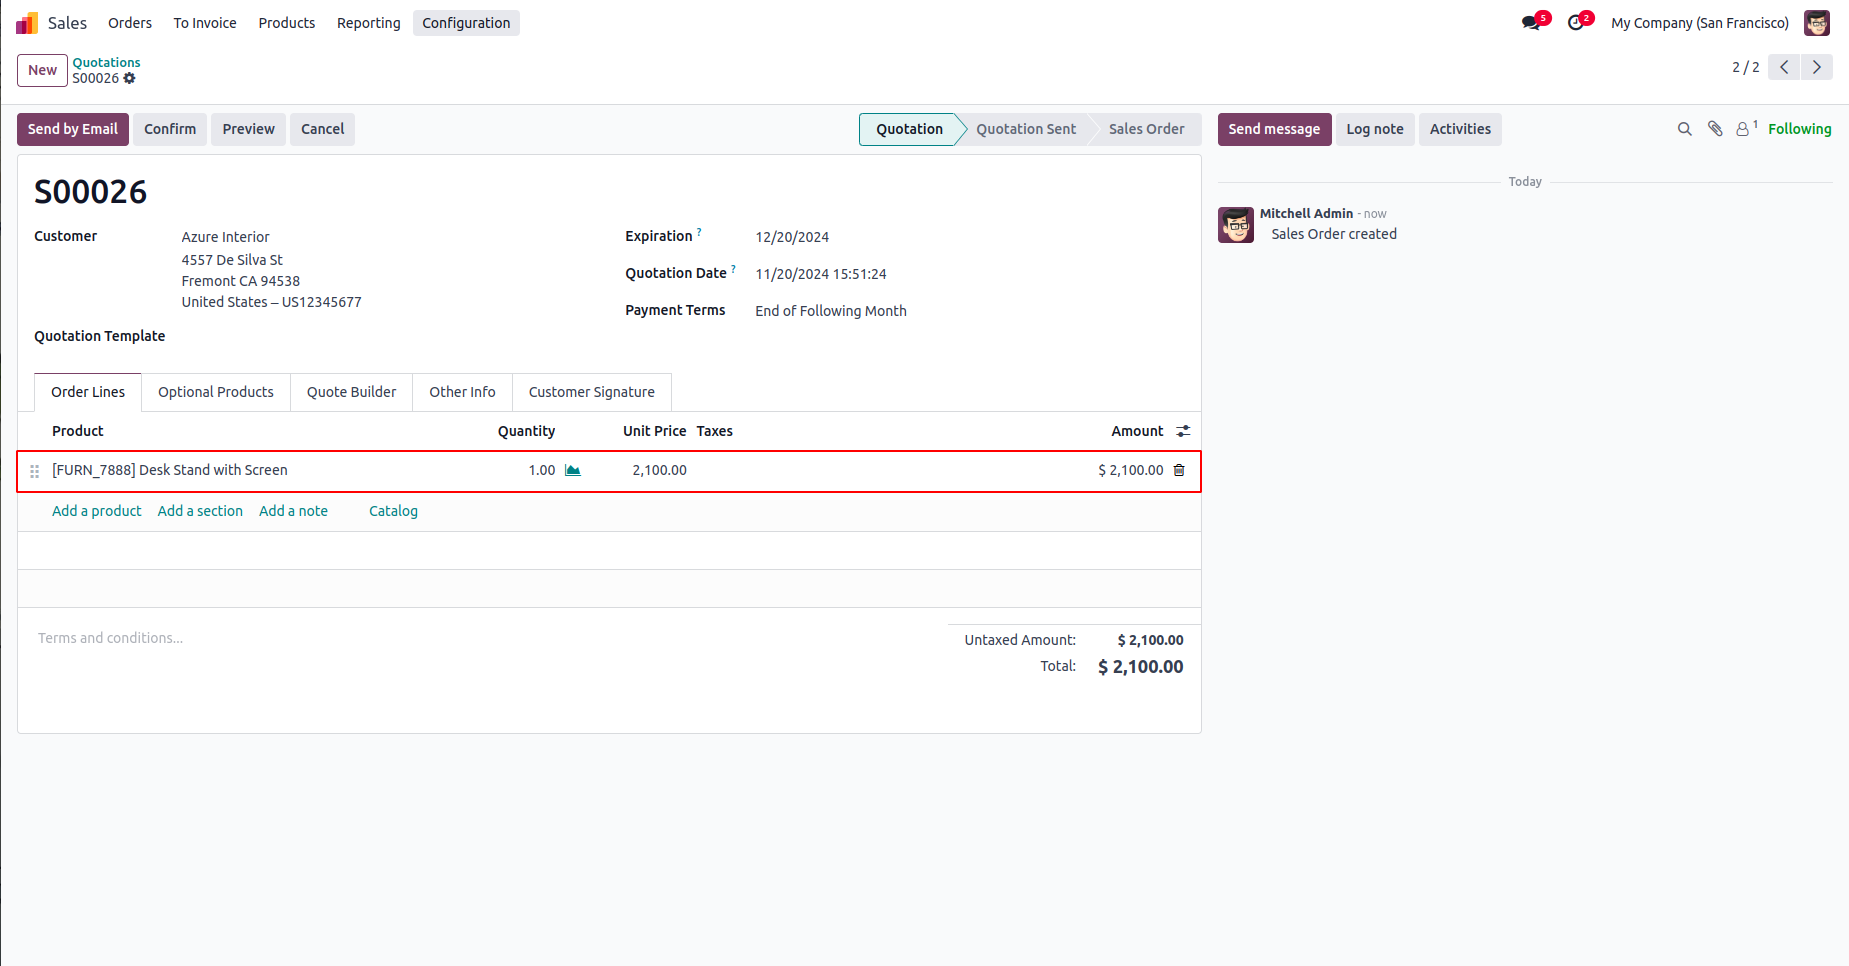 Sales Orders To Invoice Products Reporting Configuration 5 2 My Company (San Francisco)
New Quotations
S00026 2 / 2
Send by Email Confirm Preview Cancel Quotation Quotation Sent Sales Order Send message Log note Activities 1 Following
S00026
Today
Mitchell Admin - now
Sales Order created
Customer Azure Interior
4557 De Silva St
Fremont CA 94538
United States – US12345677
Expiration ? 12/20/2024
Quotation Date ? 11/20/2024 15:51:24
Payment Terms End of Following Month
Quotation Template
Order Lines Optional Products Quote Builder Other Info Customer Signature
Product Quantity Unit Price Taxes Amount
[FURN_7888] Desk Stand with Screen 1.00 2,100.00 $ 2,100.00
Add a product Add a section Add a note Catalog
Terms and conditions...
Untaxed Amount: $ 2,100.00
Total: $ 2,100.00